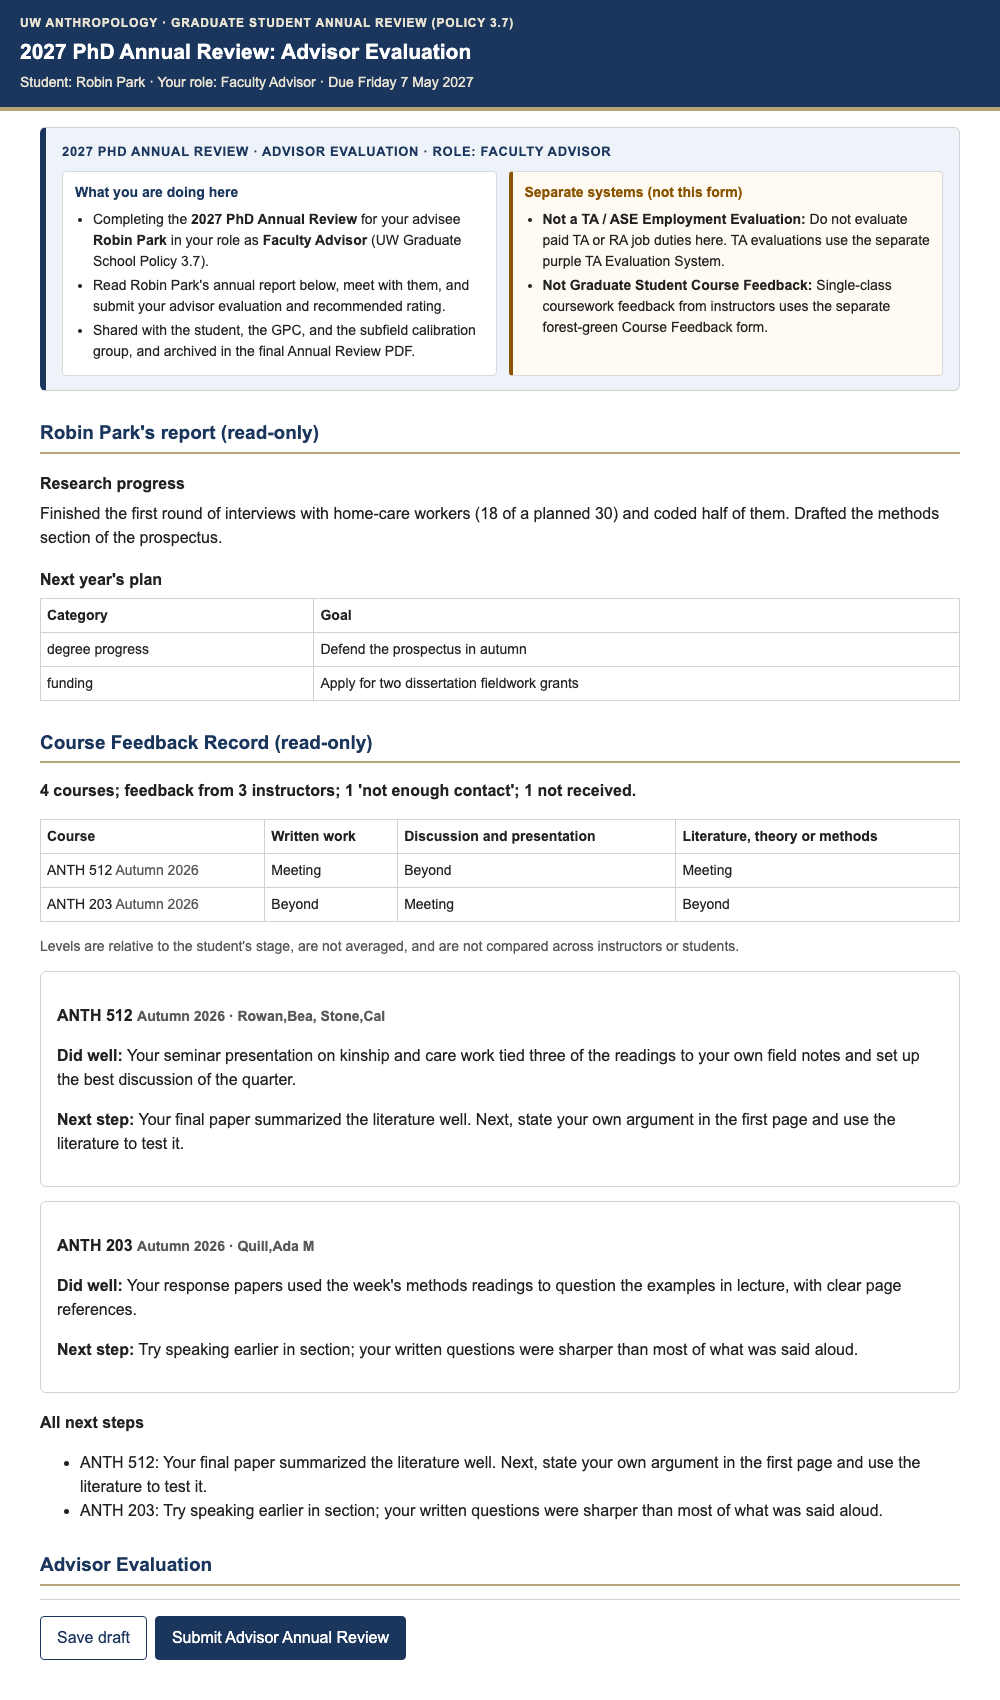 UW ANTHROPOLOGY · GRADUATE STUDENT ANNUAL REVIEW (POLICY 3.7)
2027 PhD Annual Review: Advisor Evaluation
Student: Robin Park · Your role: Faculty Advisor · Due Friday 7 May 2027
2027 PHD ANNUAL REVIEW · ADVISOR EVALUATION · ROLE: FACULTY ADVISOR
What you are doing here
• Completing the 2027 PhD Annual Review for your advisee
Robin Park in your role as Faculty Advisor (UW Graduate
School Policy 3.7).
• Read Robin Park's annual report below, meet with them, and
submit your advisor evaluation and recommended rating.
• Shared with the student, the GPC, and the subfield calibration
group, and archived in the final Annual Review PDF.
Separate systems (not this form)
• Not a TA / ASE Employment Evaluation: Do not evaluate
paid TA or RA job duties here. TA evaluations use the separate
purple TA Evaluation System.
• Not Graduate Student Course Feedback: Single-class
coursework feedback from instructors uses the separate
forest-green Course Feedback form.
Robin Park's report (read-only)
Research progress
Finished the first round of interviews with home-care workers (18 of a planned 30) and coded half of them. Drafted the methods
section of the prospectus.
Next year's plan
Category Goal
degree progress Defend the prospectus in autumn
funding Apply for two dissertation fieldwork grants
Course Feedback Record (read-only)
4 courses; feedback from 3 instructors; 1 'not enough contact'; 1 not received.
Course Written work Discussion and presentation Literature, theory or methods
ANTH 512 Autumn 2026 Meeting Beyond Meeting
ANTH 203 Autumn 2026 Beyond Meeting Beyond
Levels are relative to the student's stage, are not averaged, and are not compared across instructors or students.
ANTH 512 Autumn 2026 · Rowan,Bea, Stone,Cal
Did well: Your seminar presentation on kinship and care work tied three of the readings to your own field notes and set up
the best discussion of the quarter.
Next step: Your final paper summarized the literature well. Next, state your own argument in the first page and use the
literature to test it.
ANTH 203 Autumn 2026 · Quill,Ada M
Did well: Your response papers used the week's methods readings to question the examples in lecture, with clear page
references.
Next step: Try speaking earlier in section; your written questions were sharper than most of what was said aloud.
All next steps
• ANTH 512: Your final paper summarized the literature well. Next, state your own argument in the first page and use the
literature to test it.
• ANTH 203: Try speaking earlier in section; your written questions were sharper than most of what was said aloud.
Advisor Evaluation
Save draft
Submit Advisor Annual Review